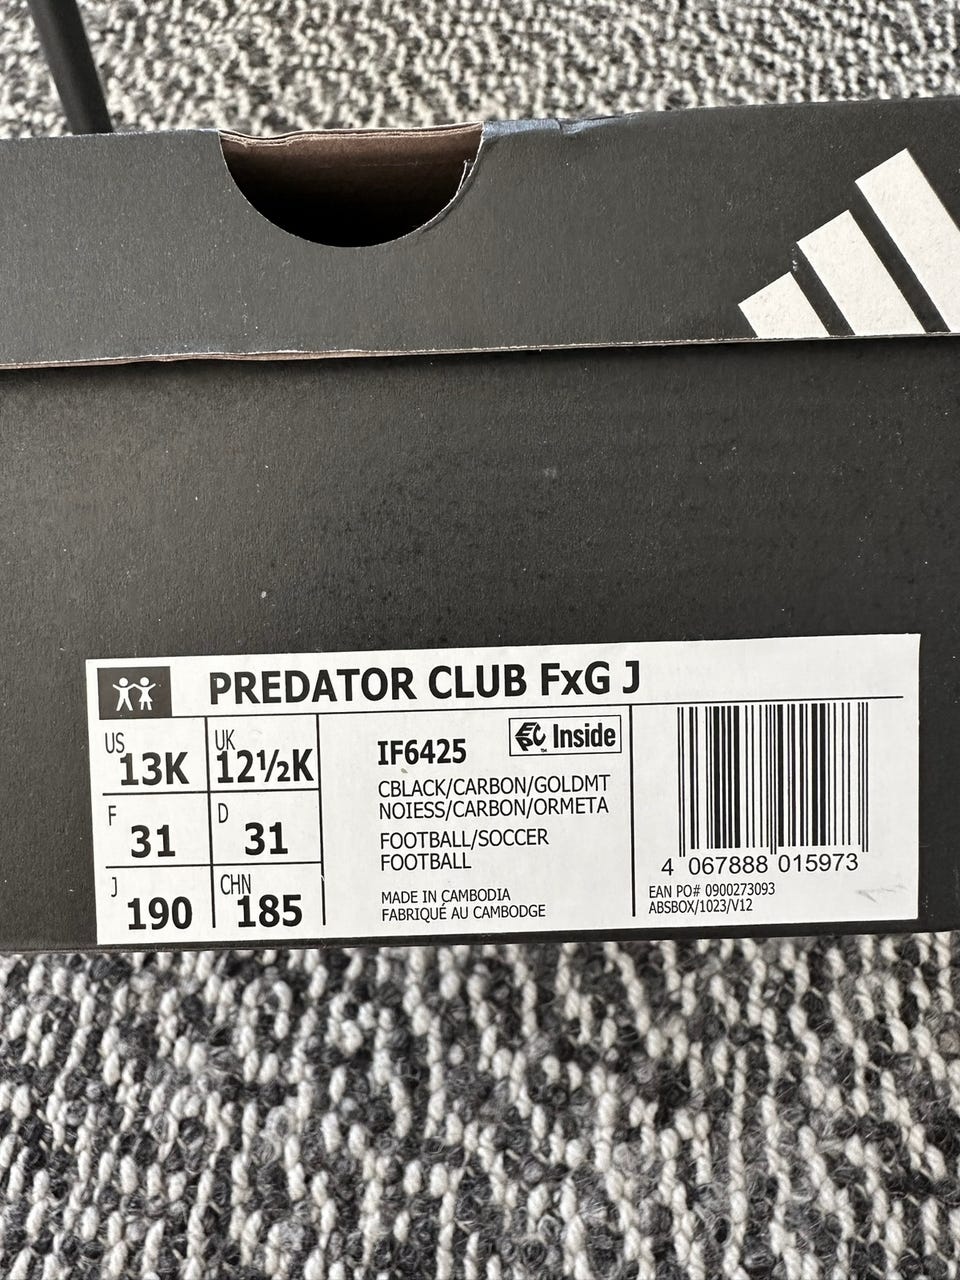 PREDATOR CLUB FxG J
US 13K
UK 12½K
F 31
D 31
J 190
CHN 185
IF6425
Inside
CBLACK/CARBON/GOLDMT
NOIESS/CARBON/ORMETA
FOOTBALL/SOCCER
FOOTBALL
MADE IN CAMBODIA
FABRIQUÉ AU CAMBODGE
4 067888 015973
EAN PO# 0900273093
ABSBOX/1023/V12